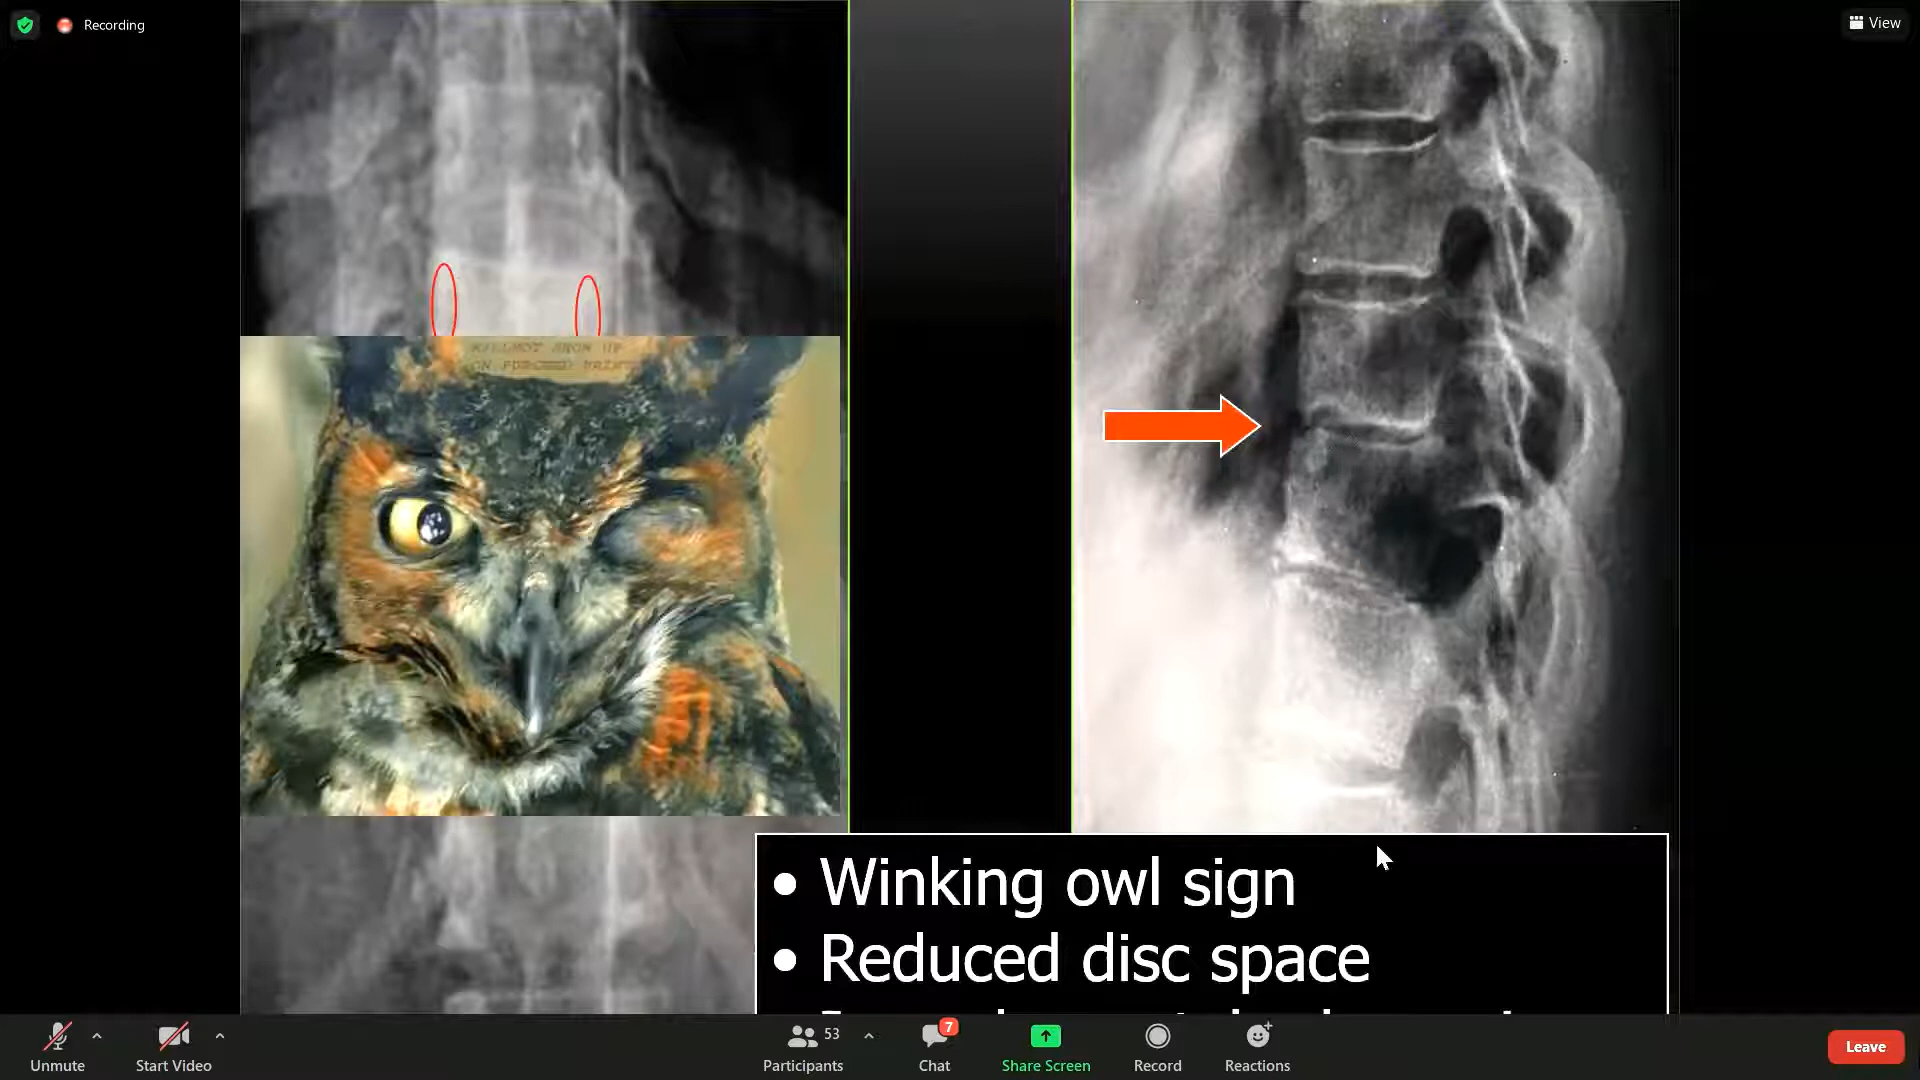 Recording
View
• Winking owl sign
• Reduced disc space
Unmute
Start Video
53
Participants
7
Chat
Share Screen
Record
Reactions
Leave